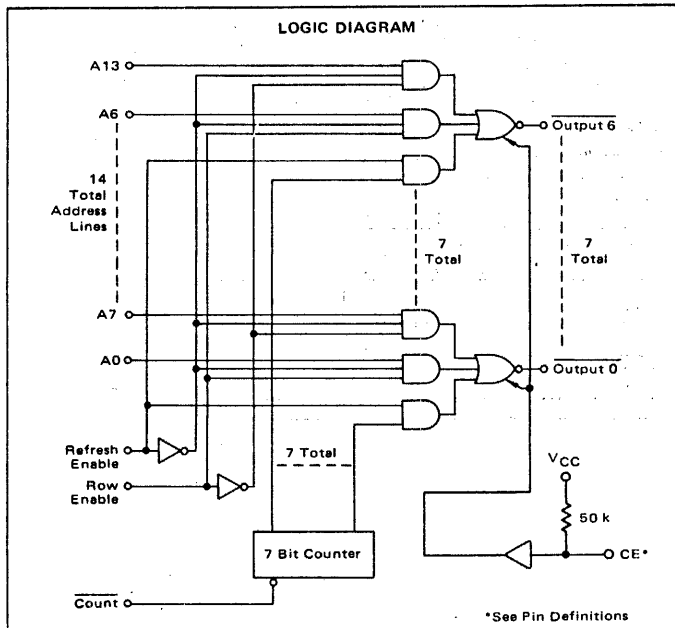 LOGIC DIAGRAM
A13
A6
Output 6
14
Total
Address
Lines
7
Total
7
Total
A7
A0
Output 0
Refresh
Enable
7 Total
Row
Enable
VCC
50 k
7 Bit Counter
CE*
Count
*See Pin Definitions